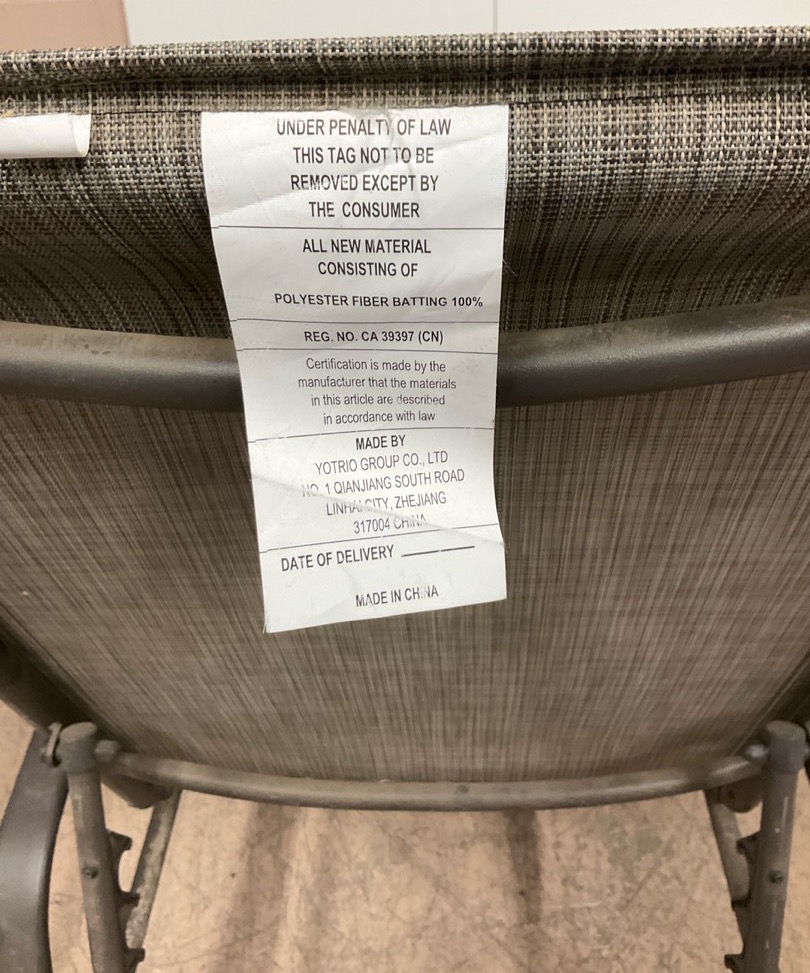 UNDER PENALTY OF LAW
THIS TAG NOT TO BE
REMOVED EXCEPT BY
THE CONSUMER
ALL NEW MATERIAL
CONSISTING OF
POLYESTER FIBER BATTING 100%
REG. NO. CA 39397 (CN)
Certification is made by the
manufacturer that the materials
in this article are described
in accordance with law
MADE BY
YOTRIO GROUP CO., LTD
NO. 1 QIANJIANG SOUTH ROAD
LINHAI CITY, ZHEJIANG
317004 CHINA
DATE OF DELIVERY
MADE IN CHINA